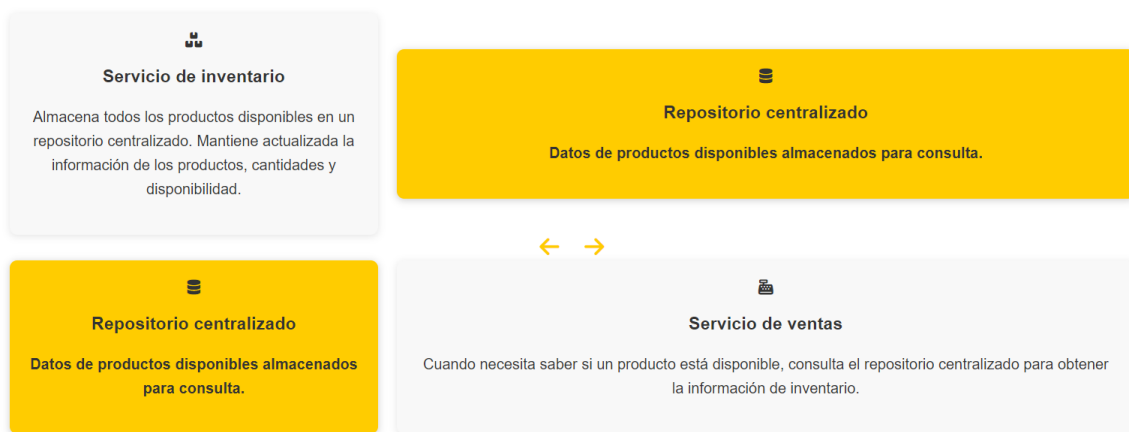 Servicio de inventario
Almacena todos los productos disponibles en un
repositorio centralizado. Mantiene actualizada la
información de los productos, cantidades y
disponibilidad.
Repositorio centralizado
Datos de productos disponibles almacenados para consulta.
Repositorio centralizado
Datos de productos disponibles almacenados
para consulta.
Servicio de ventas
Cuando necesita saber si un producto está disponible, consulta el repositorio centralizado para obtener
la información de inventario.